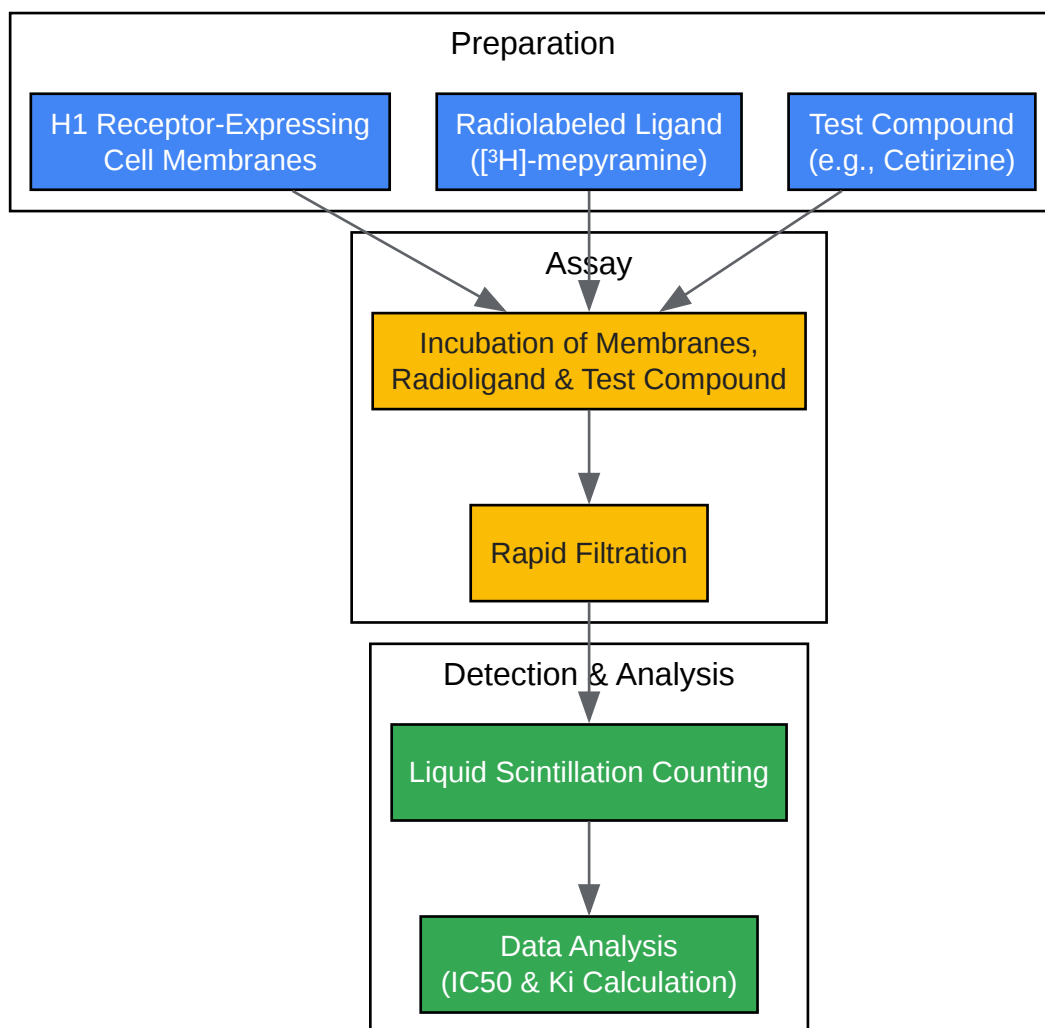 Preparation
H1 Receptor-Expressing
Cell Membranes
Radiolabeled Ligand
([³H]-mepyramine)
Test Compound
(e.g., Cetirizine)
Assay
Incubation of Membranes,
Radioligand & Test Compound
Rapid Filtration
Detection & Analysis
Liquid Scintillation Counting
Data Analysis
(IC50 & Ki Calculation)